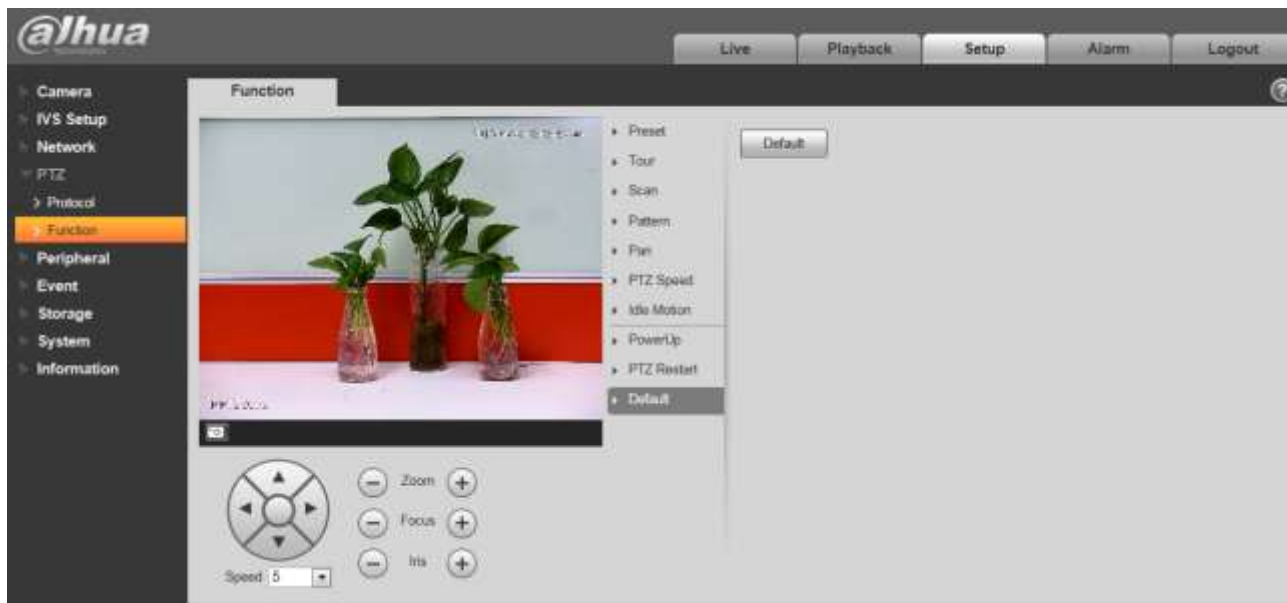 alhua
Live
Playback
Setup
Alarm
Logout
Camera
IVS Setup
Network
PTZ
Protocol
Function
Peripheral
Event
Storage
System
Information
Function
Preset
Tour
Scan
Pattern
Pan
PTZ Speed
Idle Motion
PowerUp
PTZ Restart
Default
Default
Zoom
Focus
Iris
Speed 5